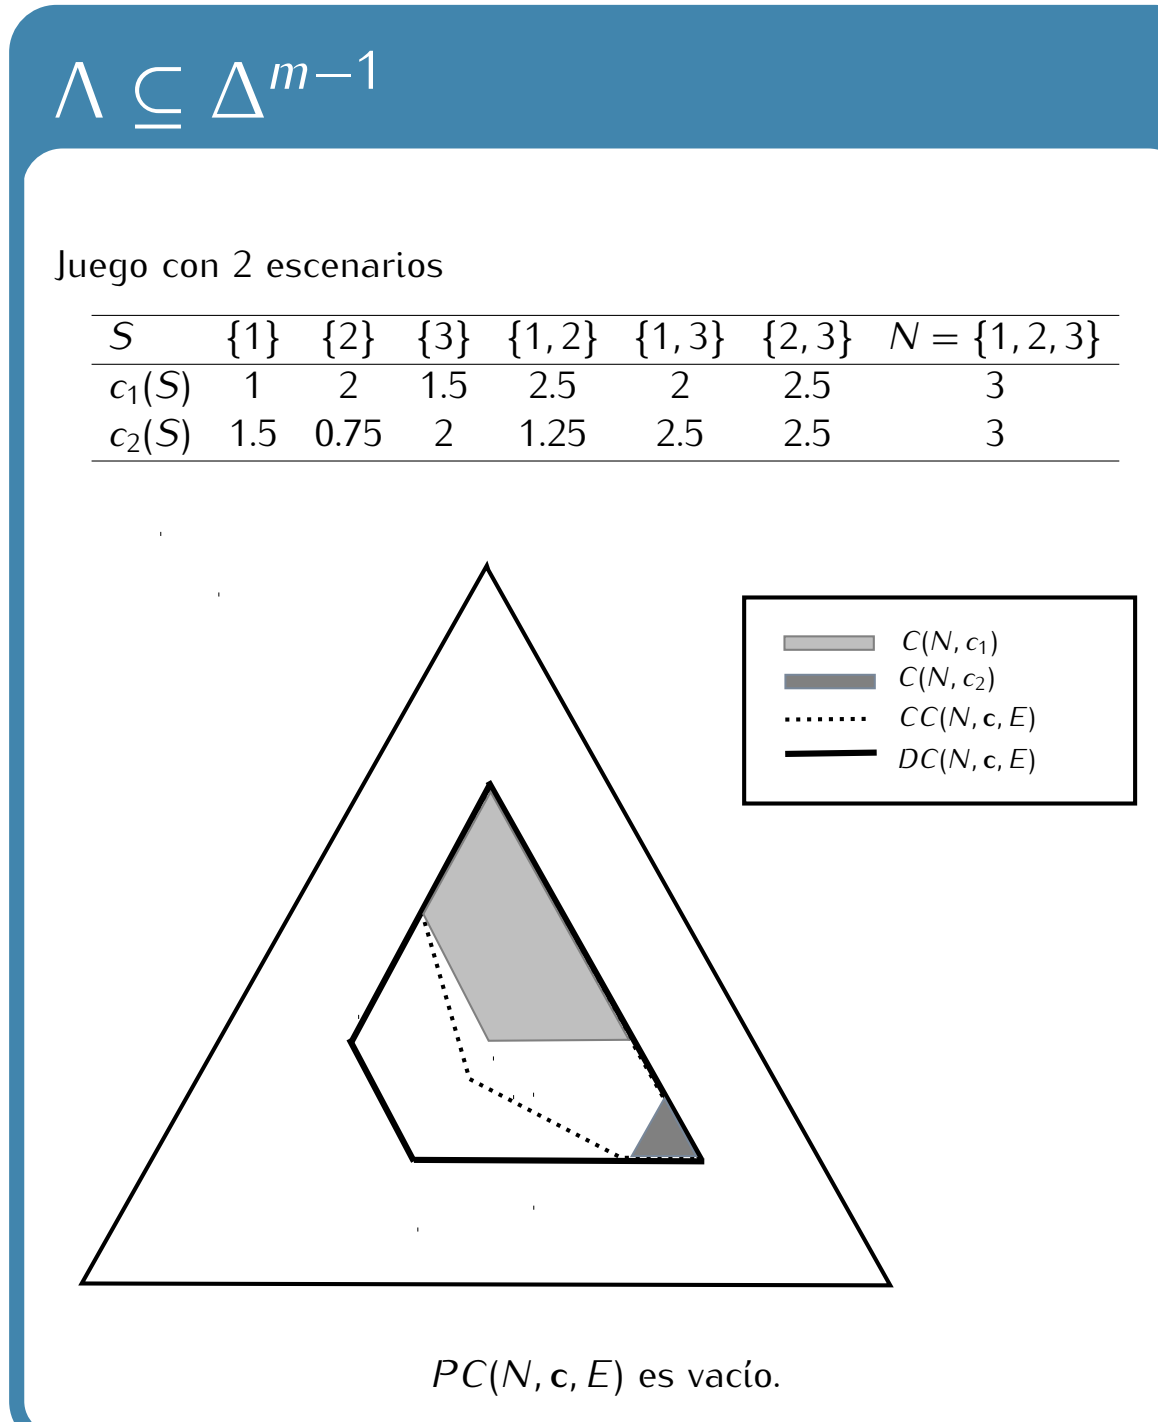 Λ ⊆ Δ^{m−1}
Juego con 2 escenarios
S {1} {2} {3} {1, 2} {1, 3} {2, 3} N = {1, 2, 3}
c₁(S) 1 2 1.5 2.5 2 2.5 3
c₂(S) 1.5 0.75 2 1.25 2.5 2.5 3
C(N, c₁)
C(N, c₂)
CC(N, c, E)
DC(N, c, E)
PC(N, c, E) es vacío.